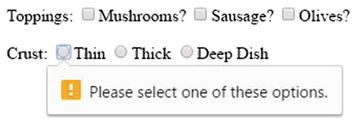 Toppings: Mushrooms? Sausage? Olives?
Crust: Thin Thick Deep Dish
Please select one of these options.